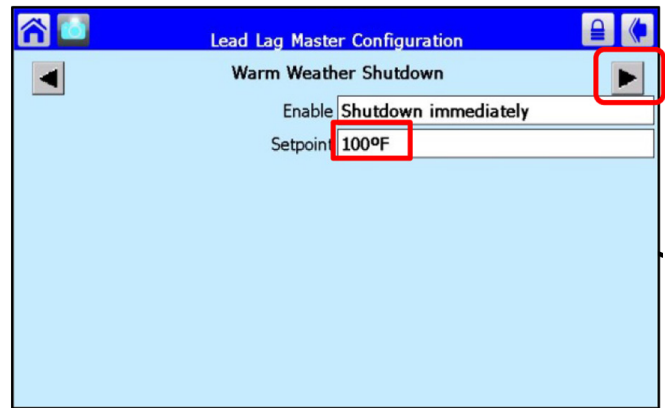 Lead Lag Master Configuration
Warm Weather Shutdown
Enable Shutdown immediately
Setpoint 100ºF